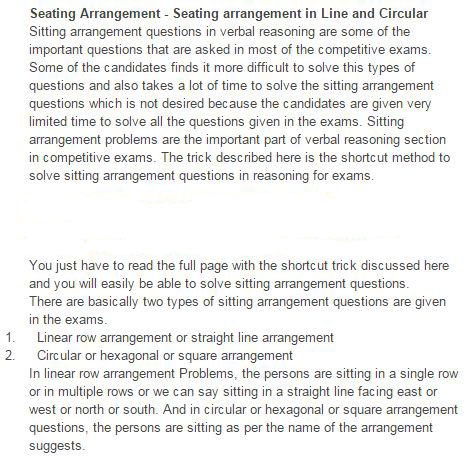 Seating Arrangement - Seating arrangement in Line and Circular
Sitting arrangement questions in verbal reasoning are some of the
important questions that are asked in most of the competitive exams.
Some of the candidates finds it more difficult to solve this types of
questions and also takes a lot of time to solve the sitting arrangement
questions which is not desired because the candidates are given very
limited time to solve all the questions given in the exams. Sitting
arrangement problems are the important part of verbal reasoning section
in competitive exams. The trick described here is the shortcut method to
solve sitting arrangement questions in reasoning for exams.
You just have to read the full page with the shortcut trick discussed here
and you will easily be able to solve sitting arrangement questions.
There are basically two types of sitting arrangement questions are given
in the exams.
1. Linear row arrangement or straight line arrangement
2. Circular or hexagonal or square arrangement
In linear row arrangement Problems, the persons are sitting in a single row
or in multiple rows or we can say sitting in a straight line facing east or
west or north or south. And in circular or hexagonal or square arrangement
questions, the persons are sitting as per the name of the arrangement
suggests.